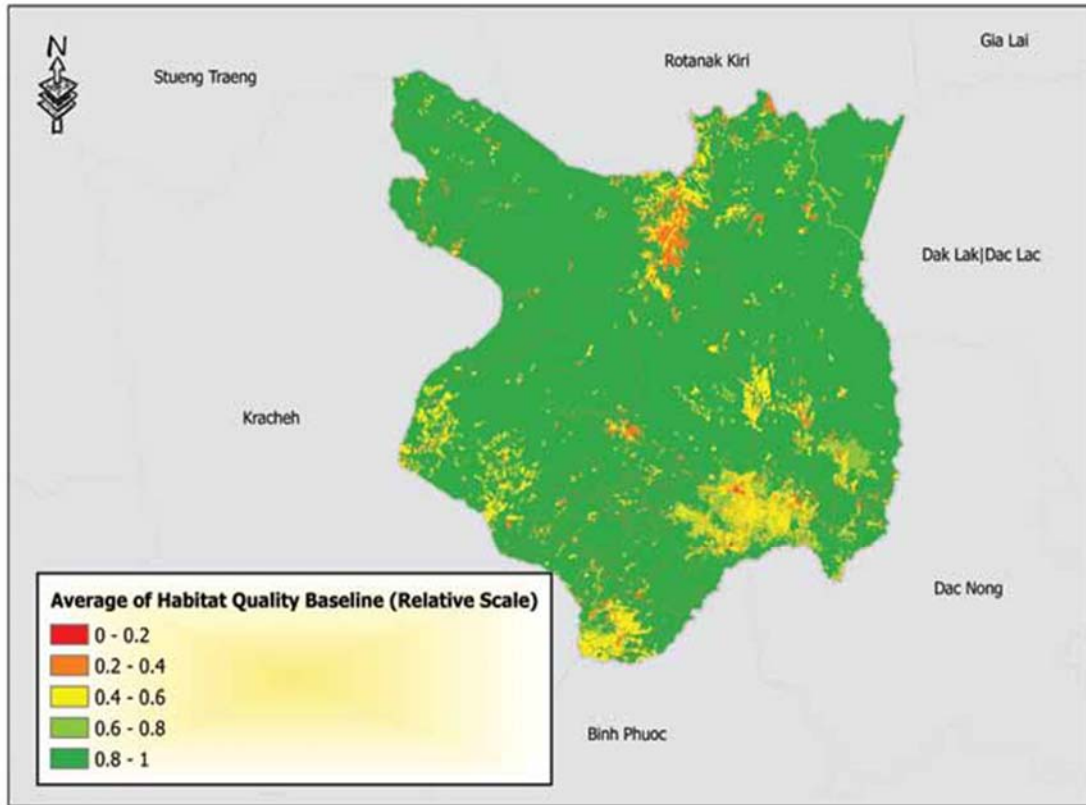 N
Stueng Traeng
Rotanak Kiri
Gia Lai
Dak Lak|Dac Lac
Kracheh
Dac Nong
Binh Phuoc
Average of Habitat Quality Baseline (Relative Scale)
0 - 0.2
0.2 - 0.4
0.4 - 0.6
0.6 - 0.8
0.8 - 1